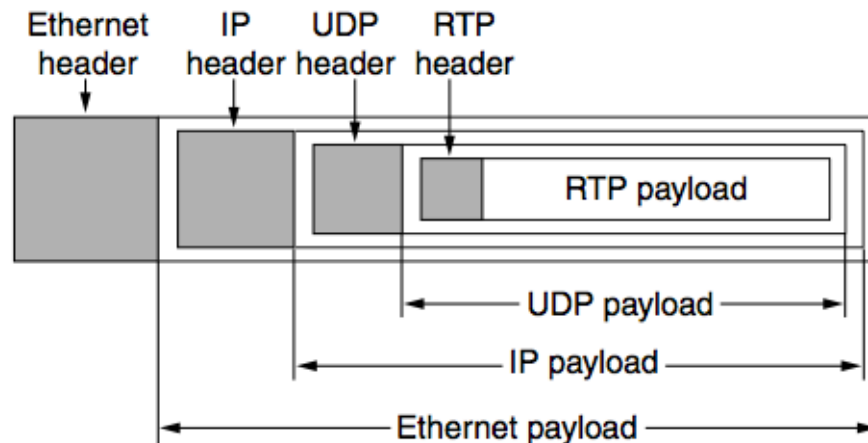 Ethernet header
IP header
UDP header
RTP header
RTP payload
UDP payload
IP payload
Ethernet payload